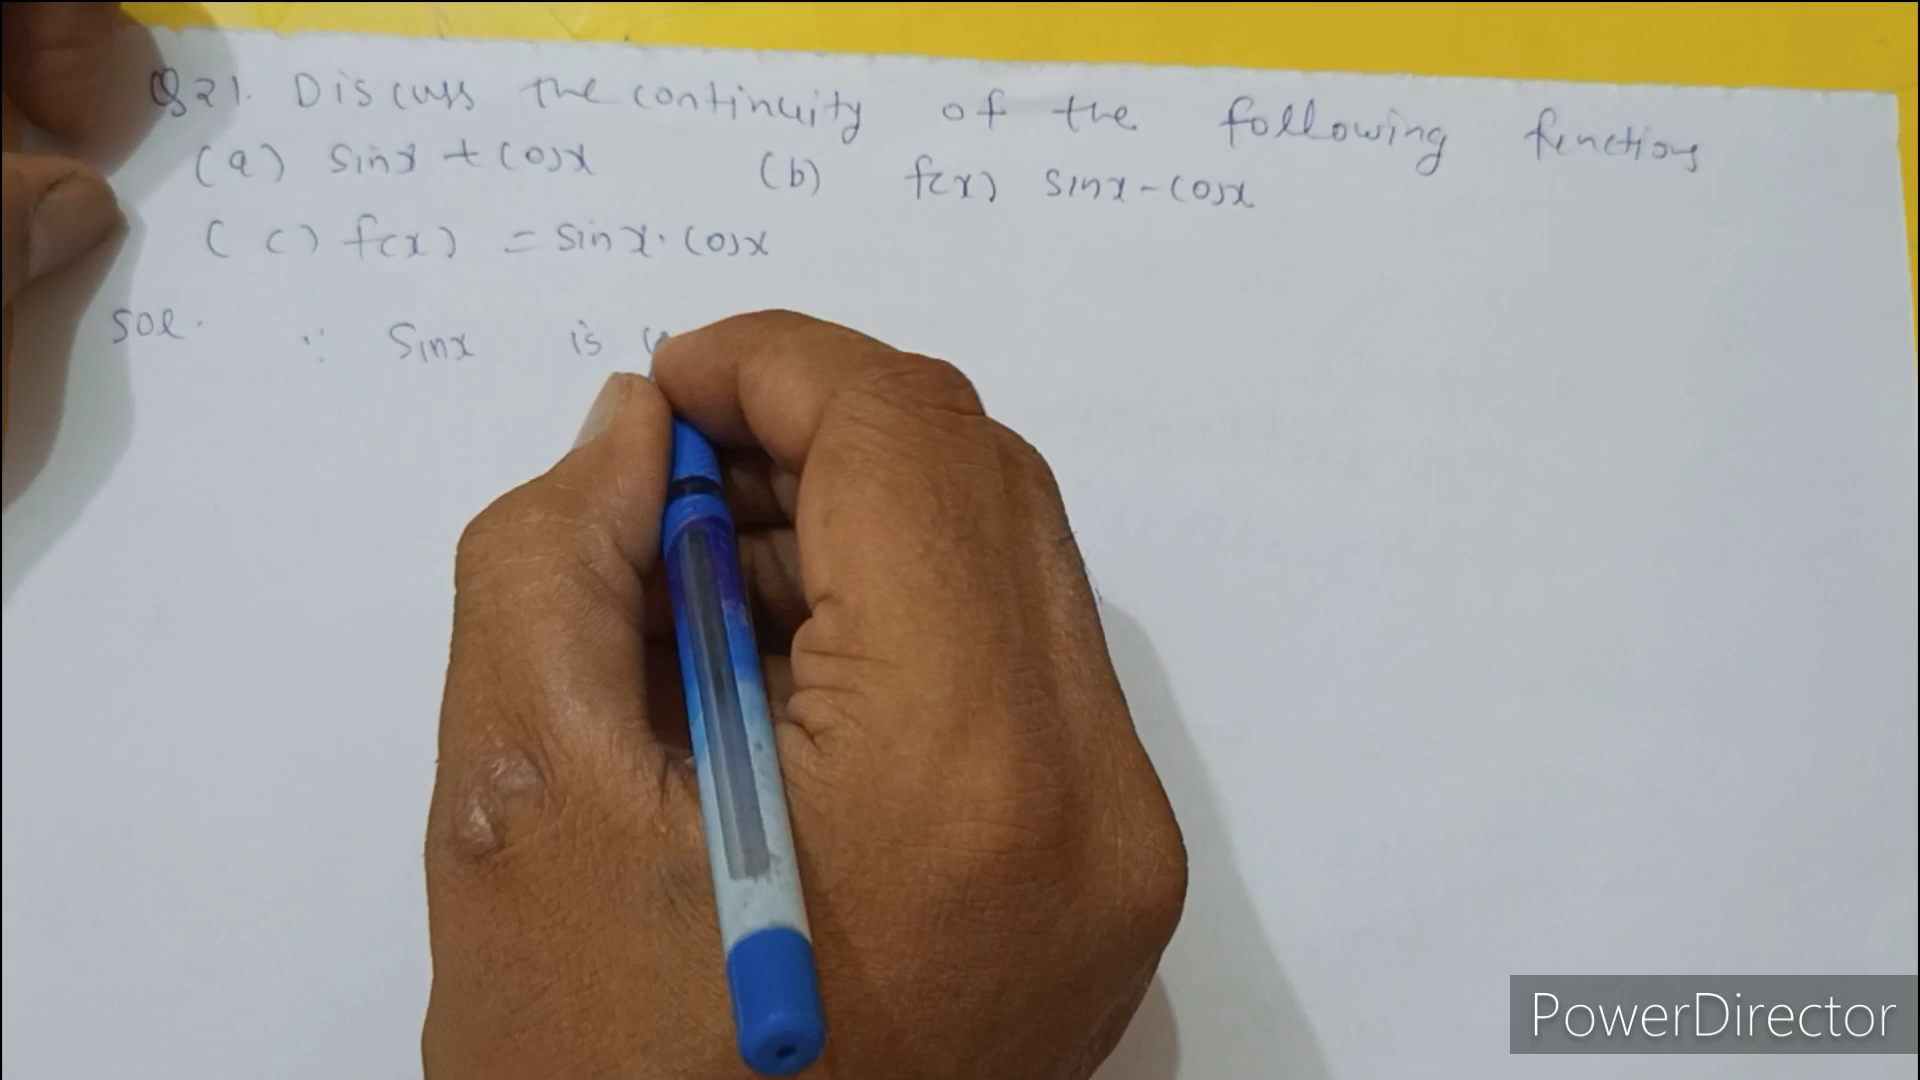 Q21. Discuss the continuity of the following functions
(a) sinx + cosx (b) f(x) sinx-cosx
(c) f(x) = sinx.cosx
Sol. ∵ Sinx is
PowerDirector